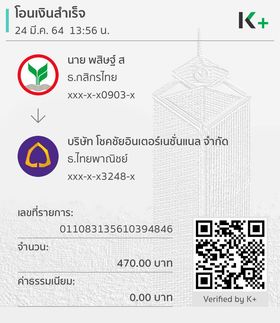 โอนเงินสำเร็จ
24 มี.ค. 64 13:56 น.
K+
นาย พสิษฐ์ ส
ธ.กสิกรไทย
xxx-x-x0903-x
บริษัท โชคชัยอินเตอร์เนชั่นแนล จำกัด
ธ.ไทยพาณิชย์
xxx-x-x3248-x
เลขที่รายการ:
011083135610394846
จำนวน:
470.00 บาท
ค่าธรรมเนียม:
0.00 บาท
Verified by K+